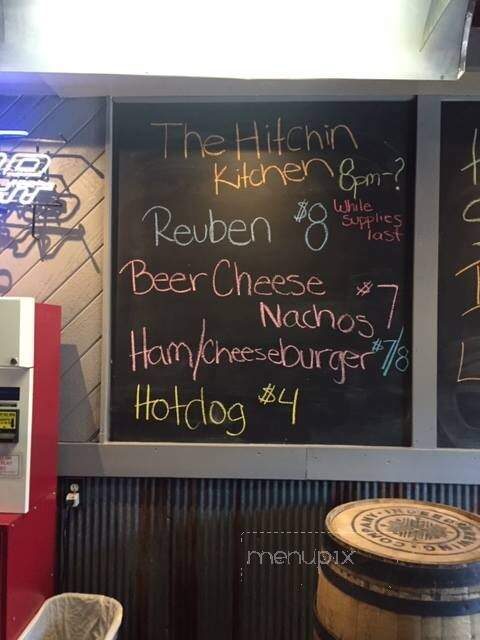 The Hitchin
Kitchen 8pm-?
Reuben $8 While
supplies
last
Beer Cheese
Nachos $7
Ham/Cheeseburger $7/8
Hotdog $4
COMPANY
menupix